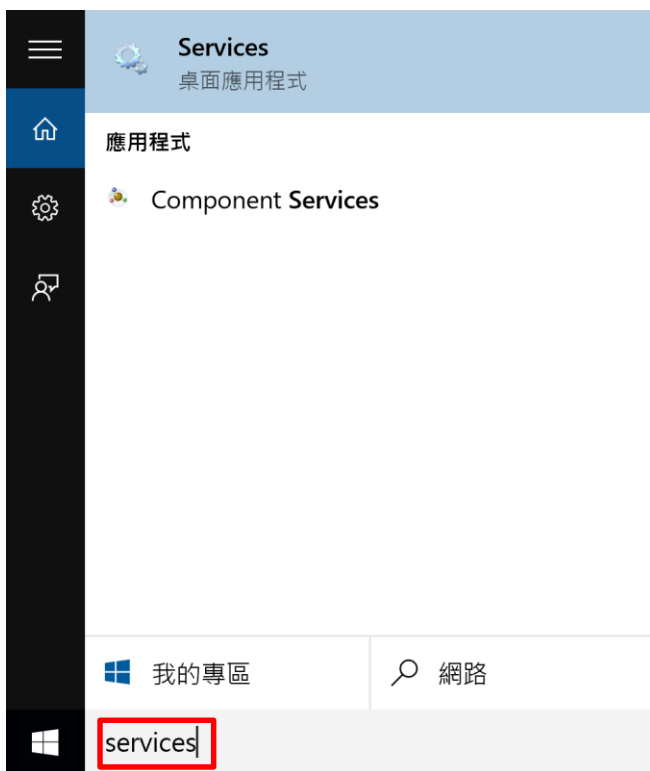 Services
桌面應用程式
應用程式
Component Services
我的專區
網路
services